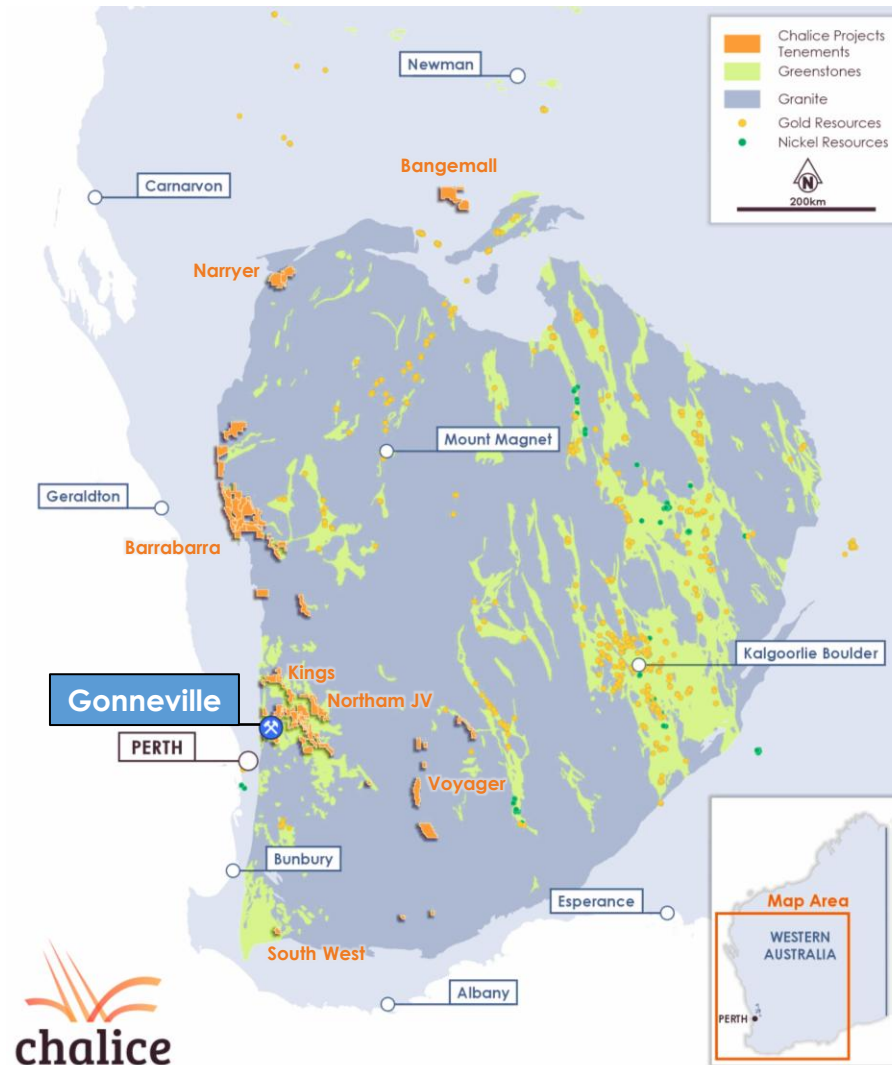 Chalice Projects
Tenements
Greenstones
Granite
Gold Resources
Nickel Resources
N
200km
Newman
Bangemall
Carnarvon
Narryer
Mount Magnet
Geraldton
Barrabarra
Kalgoorlie Boulder
Kings
Northam JV
Gonneville
PERTH
Voyager
Bunbury
Esperance
South West
Albany
Map Area
WESTERN
AUSTRALIA
PERTH
chalice